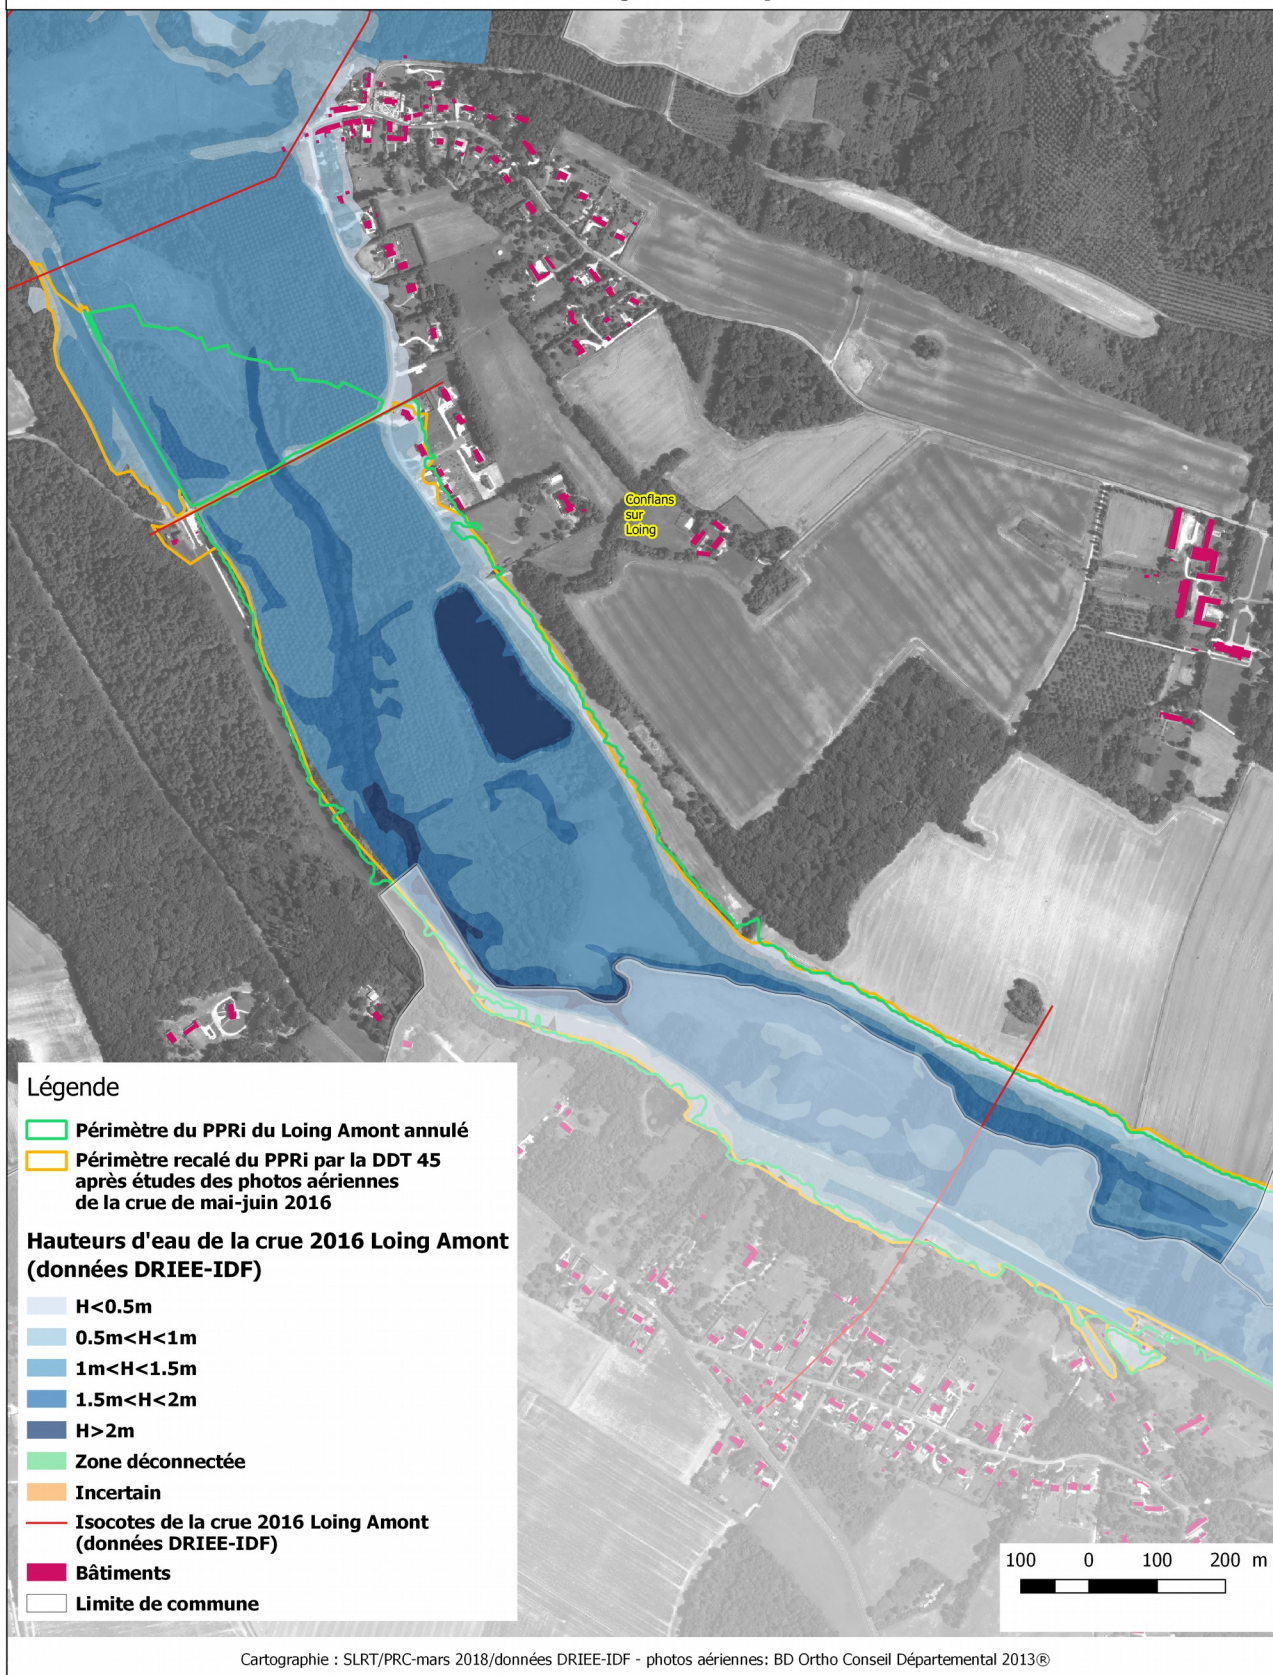 Conflans
sur
Loing
Légende
Périmètre du PPRi du Loing Amont annulé
Périmètre recalé du PPRi par la DDT 45
après études des photos aériennes
de la crue de mai-juin 2016
Hauteurs d'eau de la crue 2016 Loing Amont
(données DRIEE-IDF)
H<0.5m
0.5m<H<1m
1m<H<1.5m
1.5m<H<2m
H>2m
Zone déconnectée
Incertain
Isocotes de la crue 2016 Loing Amont
(données DRIEE-IDF)
Bâtiments
Limite de commune
100 0 100 200 m
Cartographie : SLRT/PRC-mars 2018/données DRIEE-IDF - photos aériennes: BD Ortho Conseil Départemental 2013®